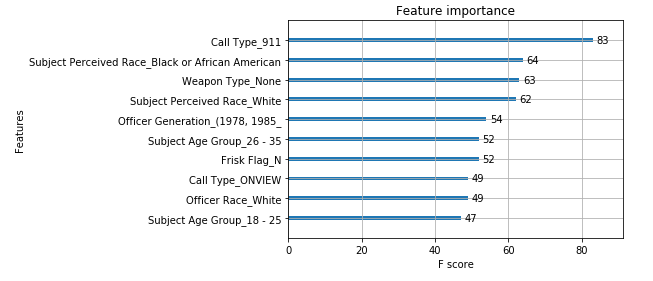 Feature importance
Call Type_911
83
Subject Perceived Race_Black or African American
64
Weapon Type_None
63
Subject Perceived Race_White
62
Officer Generation_(1978, 1985_
54
Subject Age Group_26 - 35
52
Frisk Flag_N
52
Call Type_ONVIEW
49
Officer Race_White
49
Subject Age Group_18 - 25
47
Features
0 20 40 60 80
F score